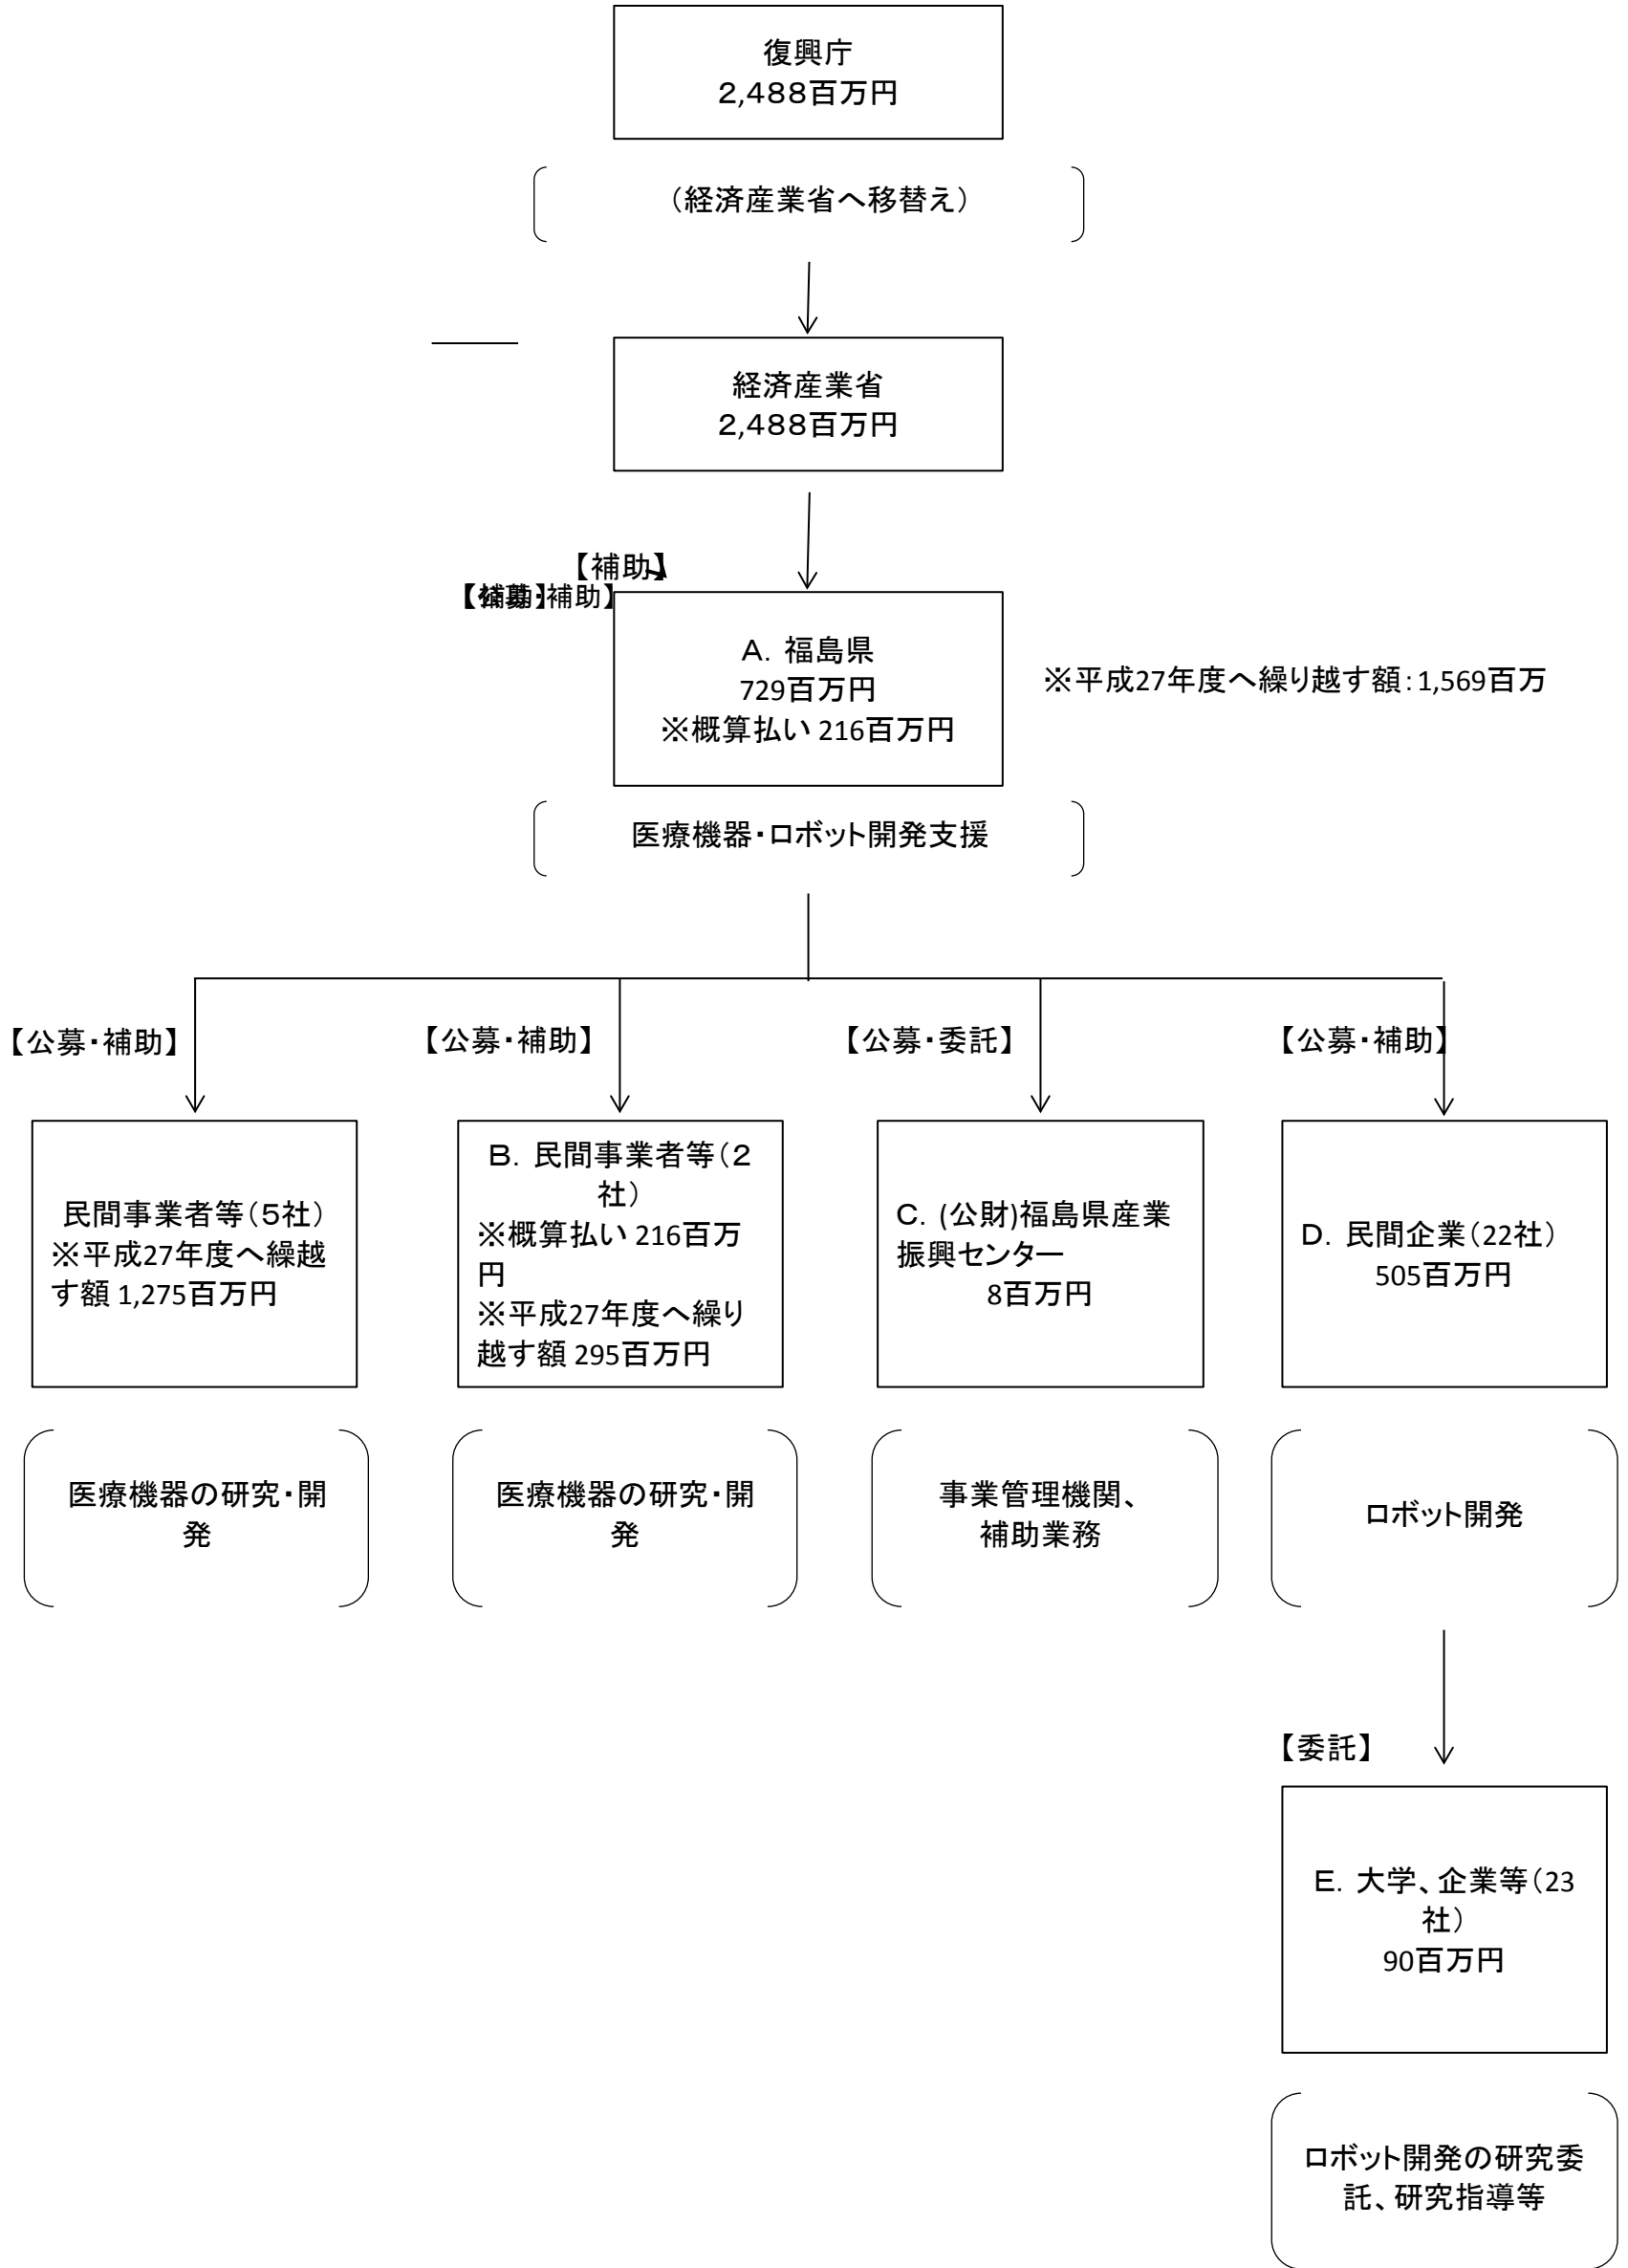 復興庁
2,488百万円
（経済産業省へ移替え）
経済産業省
2,488百万円
【補助】
補助】
A．福島県
729百万円
※概算払い 216百万円
※平成27年度へ繰り越す額：1,569百万
医療機器・ロボット開発支援
【公募・補助】
【公募・補助】
【公募・委託】
【公募・補助】
民間事業者等（５社）
※平成27年度へ繰越
す額 1,275百万円
B．民間事業者等（２
社）
※概算払い 216百万
円
※平成27年度へ繰り
越す額 295百万円
C．(公財)福島県産業
振興センター
8百万円
D．民間企業（22社）
505百万円
医療機器の研究・開
発
医療機器の研究・開
発
事業管理機関、
補助業務
ロボット開発
【委託】
E．大学、企業等（23
社）
90百万円
ロボット開発の研究委
託、研究指導等